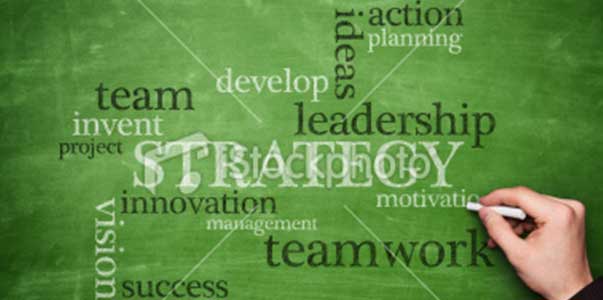 action
planning
ideas
develop
team
leadership
invent
project
STRATEGY
iStockphoto
motivatio
innovation
management
vision
teamwork
success